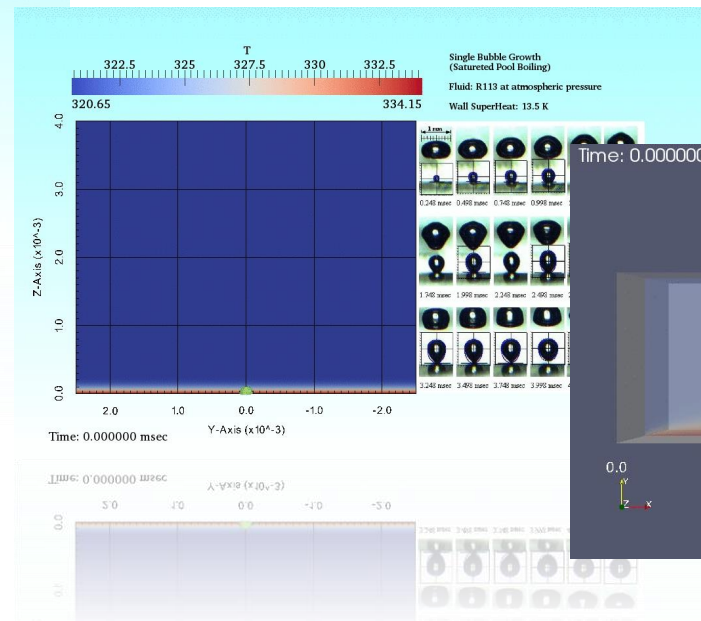 T
322.5 325 327.5 330 332.5
320.65 334.15
Single Bubble Growth
(Satureted Pool Boiling)
Fluid: R113 at atmospheric pressure
Wall SuperHeat: 13.5 K
4.0
3.0
2.0
1.0
0.0
Z-Axis (x10^-3)
2.0 1.0 0.0 -1.0 -2.0
Y-Axis (x10^-3)
Time: 0.000000 msec
1 mm
0.248 msec 0.498 msec 0.748 msec 0.998 msec
1.748 msec 1.998 msec 2.248 msec 2.498 msec
3.248 msec 3.498 msec 3.748 msec 3.998 msec
Time: 0.000000
0.0
Y
Z X